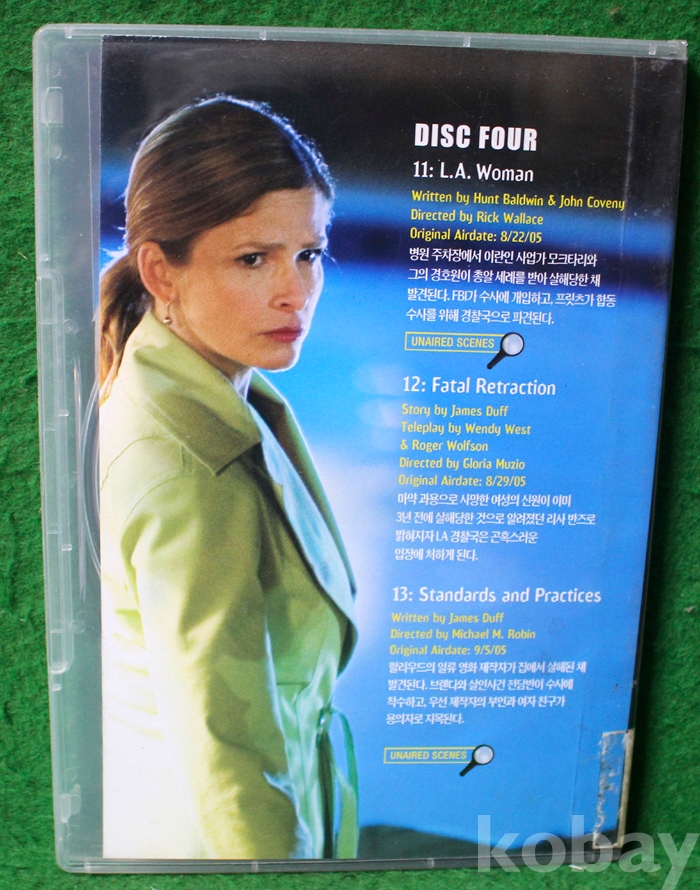 DISC FOUR
11: L.A. Woman
Written by Hunt Baldwin & John Coveny
Directed by Rick Wallace
Original Airdate: 8/22/05
병원 주차장에서 이란인 사업가 모크타리와
그의 경호원이 총알 세례를 받아 살해당한 채
발견된다. FBI가 수사에 개입하고, 프릿츠가 합동
수사를 위해 경찰국으로 파견된다.
UNAIRED SCENES
12: Fatal Retraction
Story by James Duff
Teleplay by Wendy West
& Roger Wolfson
Directed by Gloria Muzio
Original Airdate: 8/29/05
마약 과용으로 사망한 여성의 신원이 이미
3년 전에 살해당한 것으로 알려졌던 리사 반즈로
밝혀지자 LA 경찰국은 곤혹스러운
입장에 처하게 된다.
13: Standards and Practices
Written by James Duff
Directed by Michael M. Robin
Original Airdate: 9/5/05
할리우드의 일류 영화 제작자가 집에서 살해된 채
발견된다. 브렌다와 살인사건 전담반이 수사에
착수하고, 우선 제작자의 부인과 여자 친구가
용의자로 지목된다.
UNAIRED SCENES
kobay